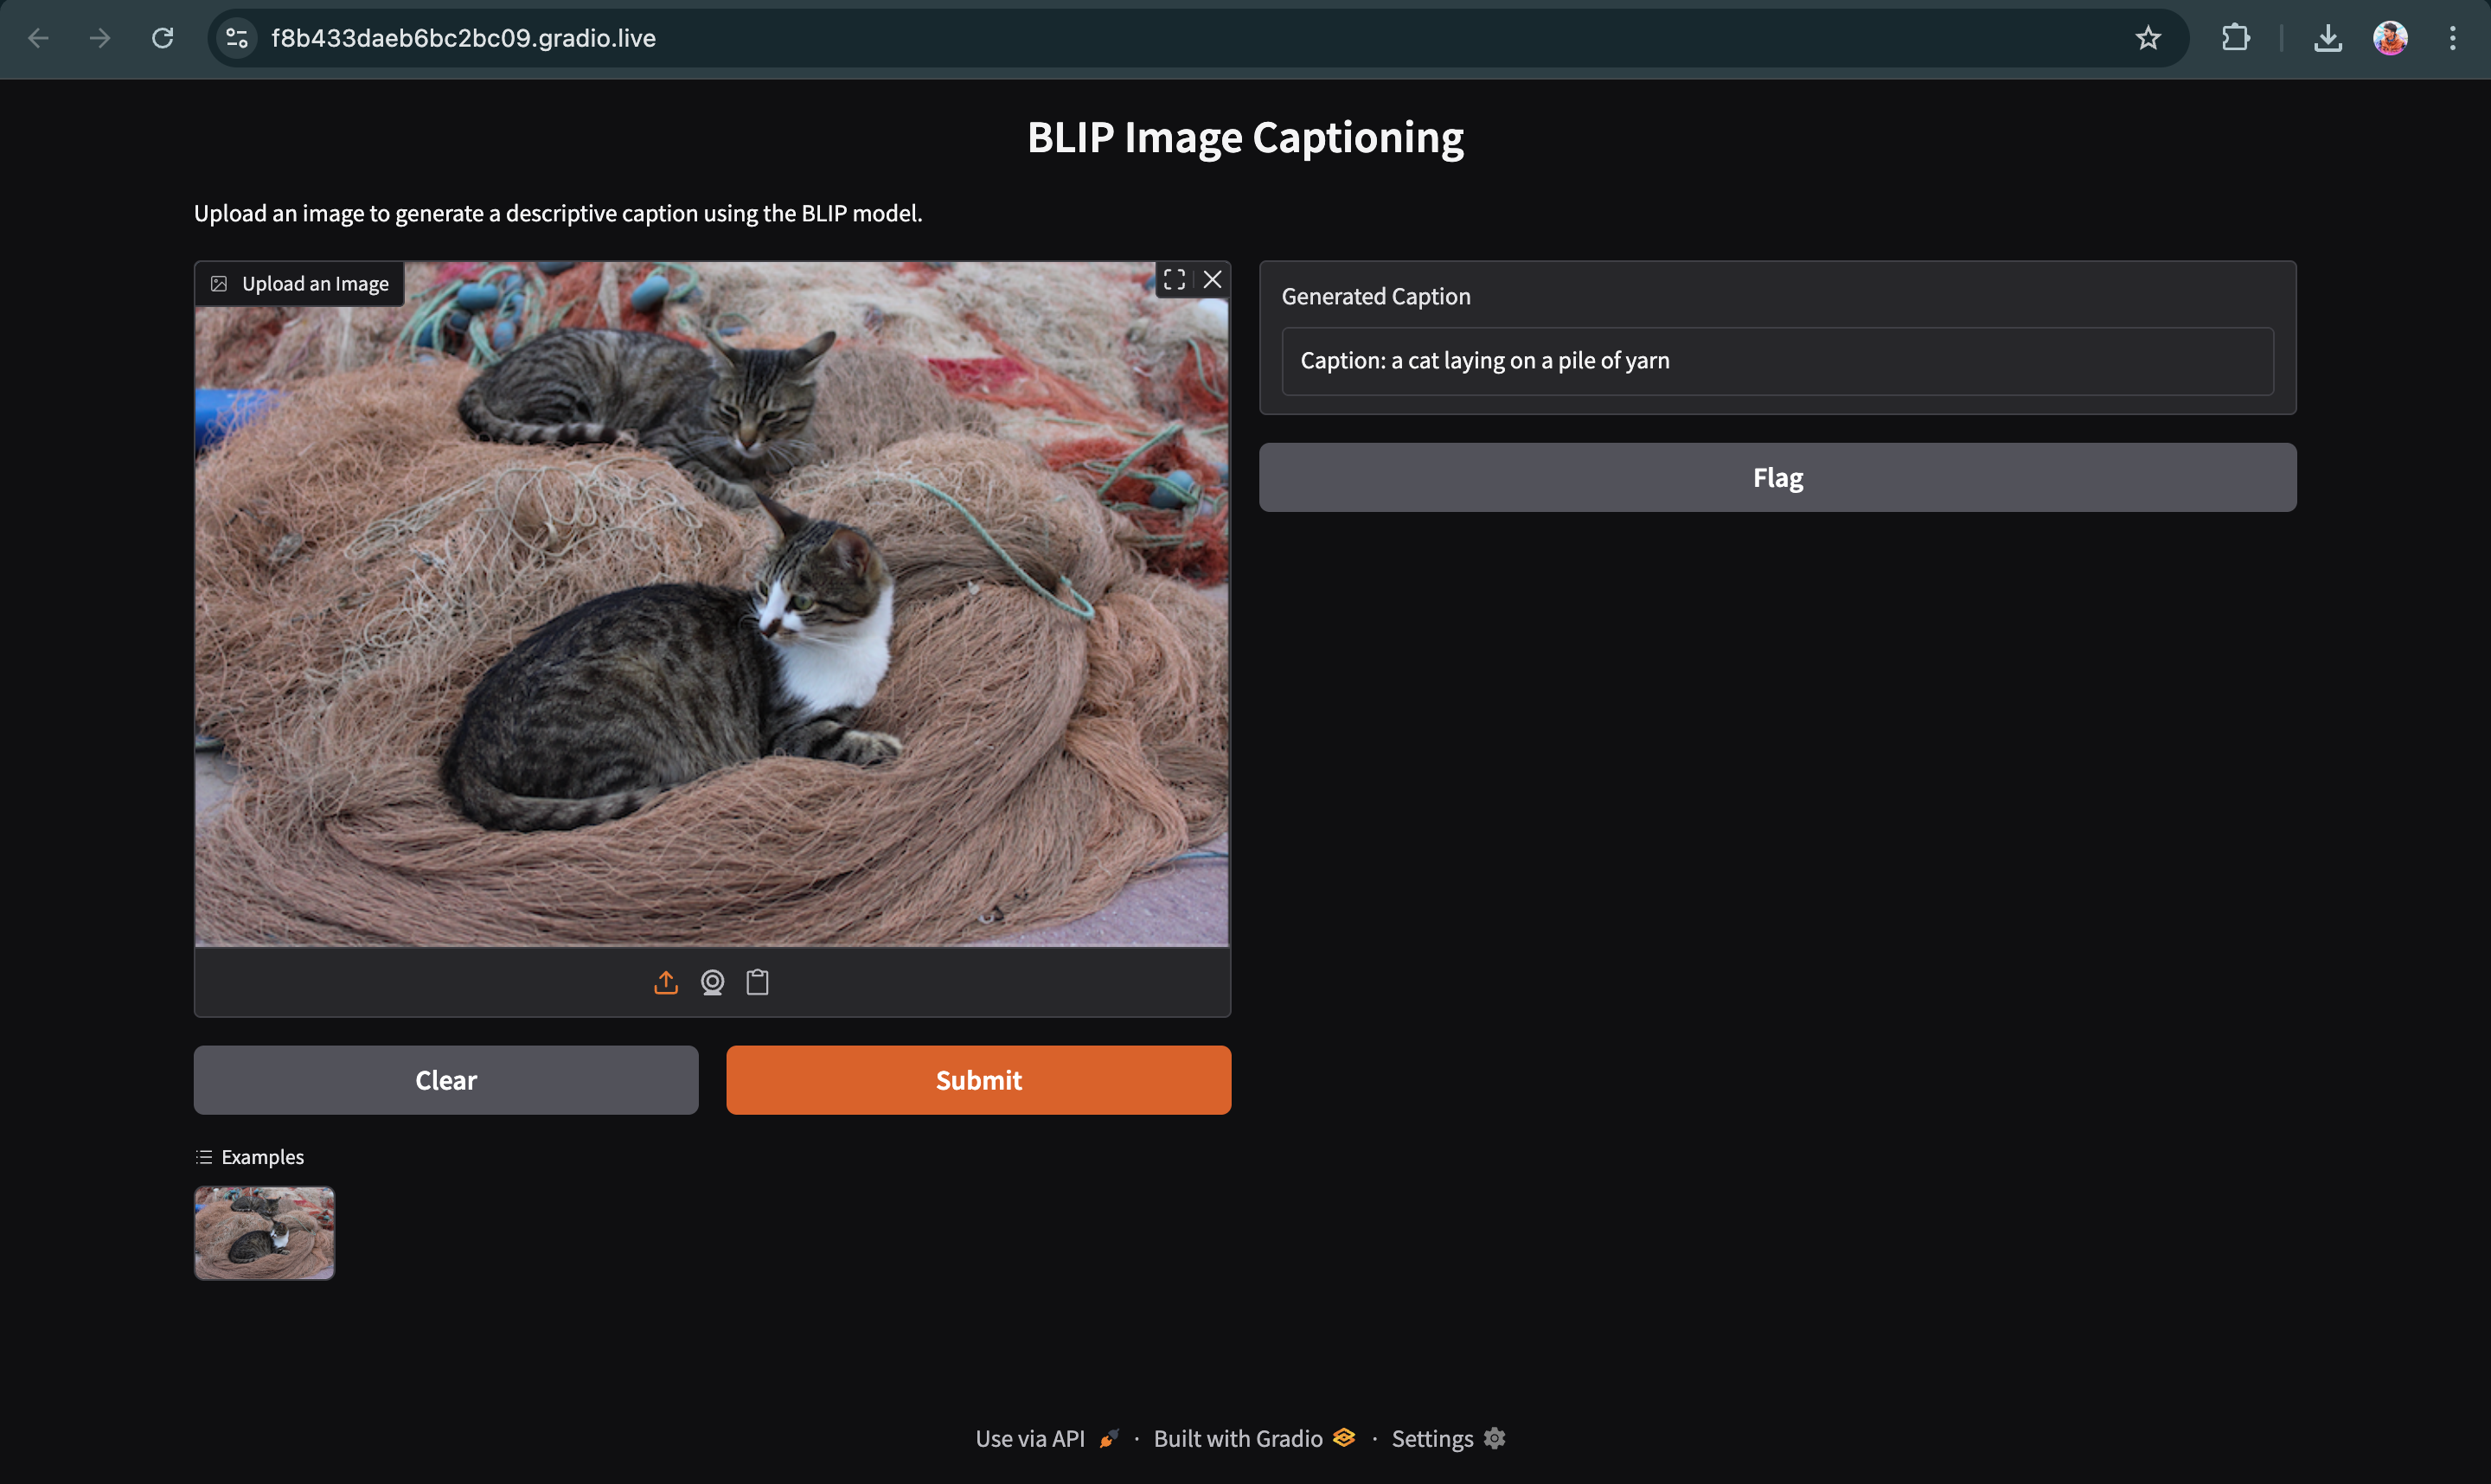 f8b433daeb6bc2bc09.gradio.live
BLIP Image Captioning
Upload an image to generate a descriptive caption using the BLIP model.
Upload an Image
Generated Caption
Caption: a cat laying on a pile of yarn
Flag
Clear
Submit
Examples
Use via API · Built with Gradio · Settings